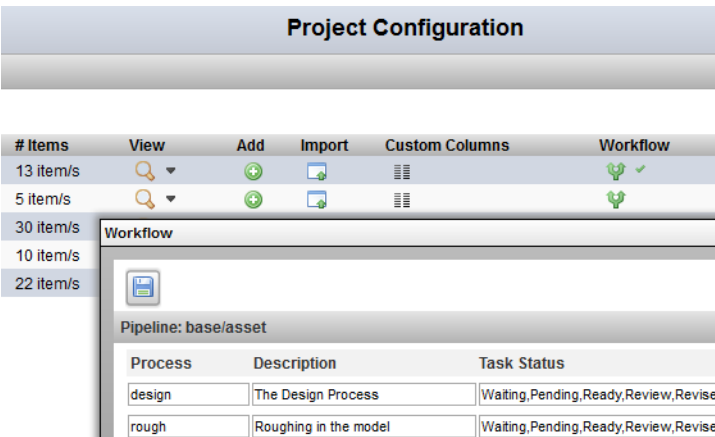 Project Configuration
# Items View Add Import Custom Columns Workflow
13 item/s
5 item/s
30 item/s
10 item/s
22 item/s
Workflow
Pipeline: base/asset
Process Description Task Status
design The Design Process Waiting,Pending,Ready,Review,Revise
rough Roughing in the model Waiting,Pending,Ready,Review,Revise